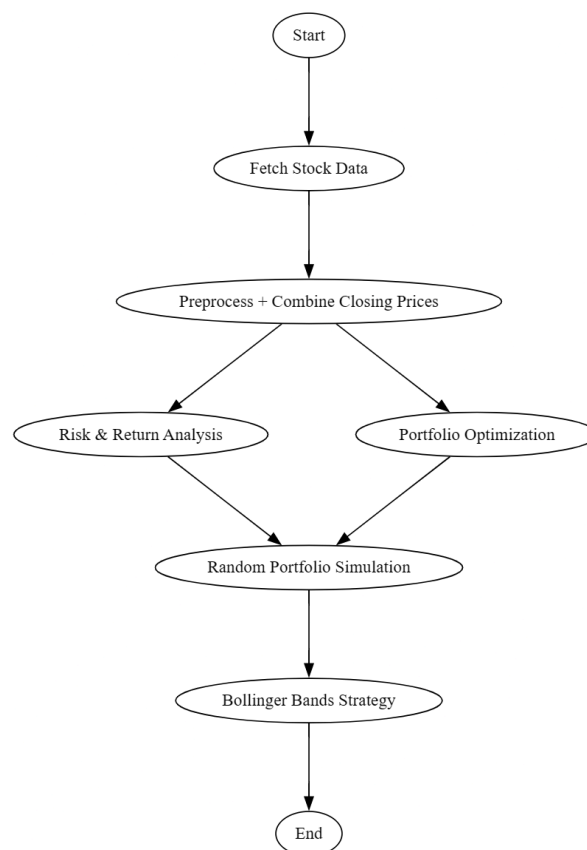 Start
Fetch Stock Data
Preprocess + Combine Closing Prices
Risk & Return Analysis
Portfolio Optimization
Random Portfolio Simulation
Bollinger Bands Strategy
End